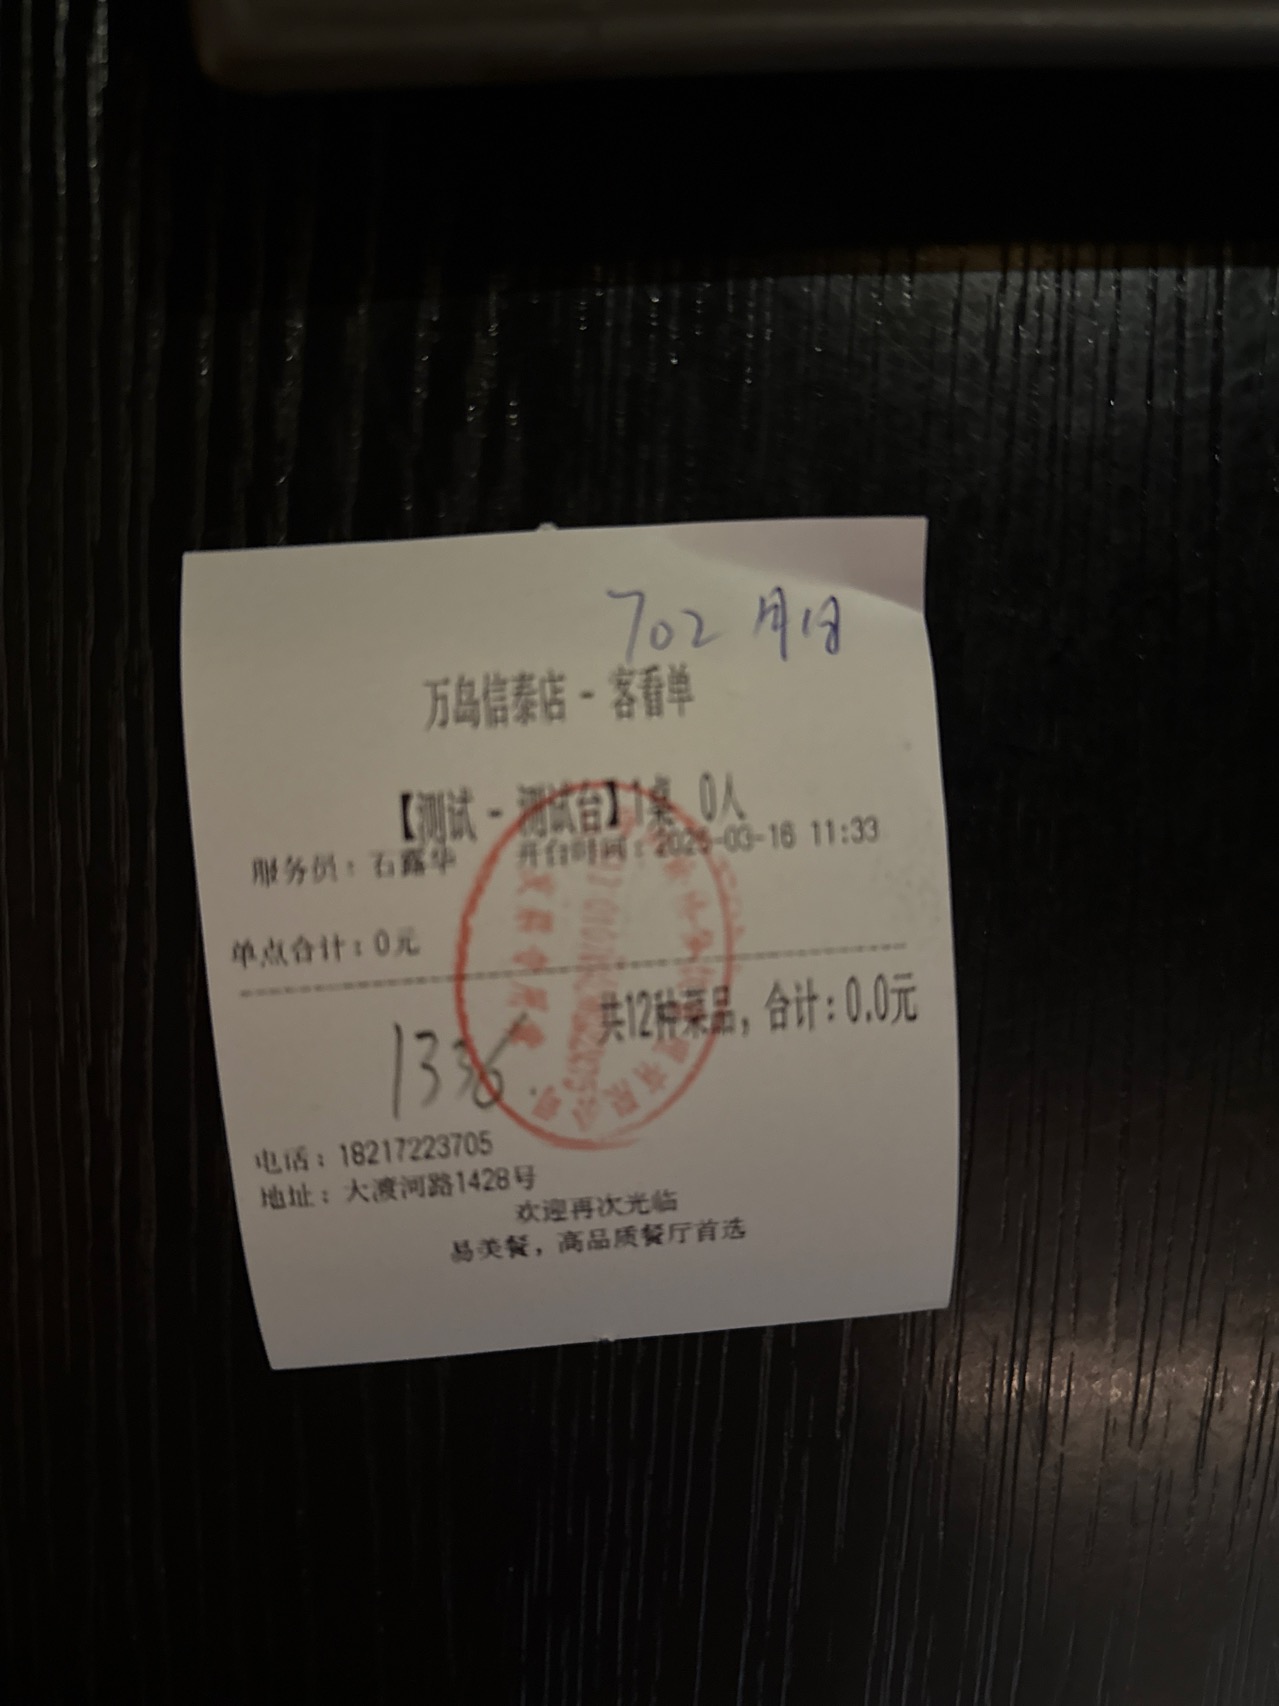 702
万岛信泰店 - 客看单
【测试 - 测试台】1桌 0人
服务员：石露华 开台时间：2025-03-16 11:33
单点合计：0元
共12种菜品，合计：0.0元
1336
电话：18217223705
地址：大渡河路1428号
欢迎再次光临
易美餐，高品质餐厅首选